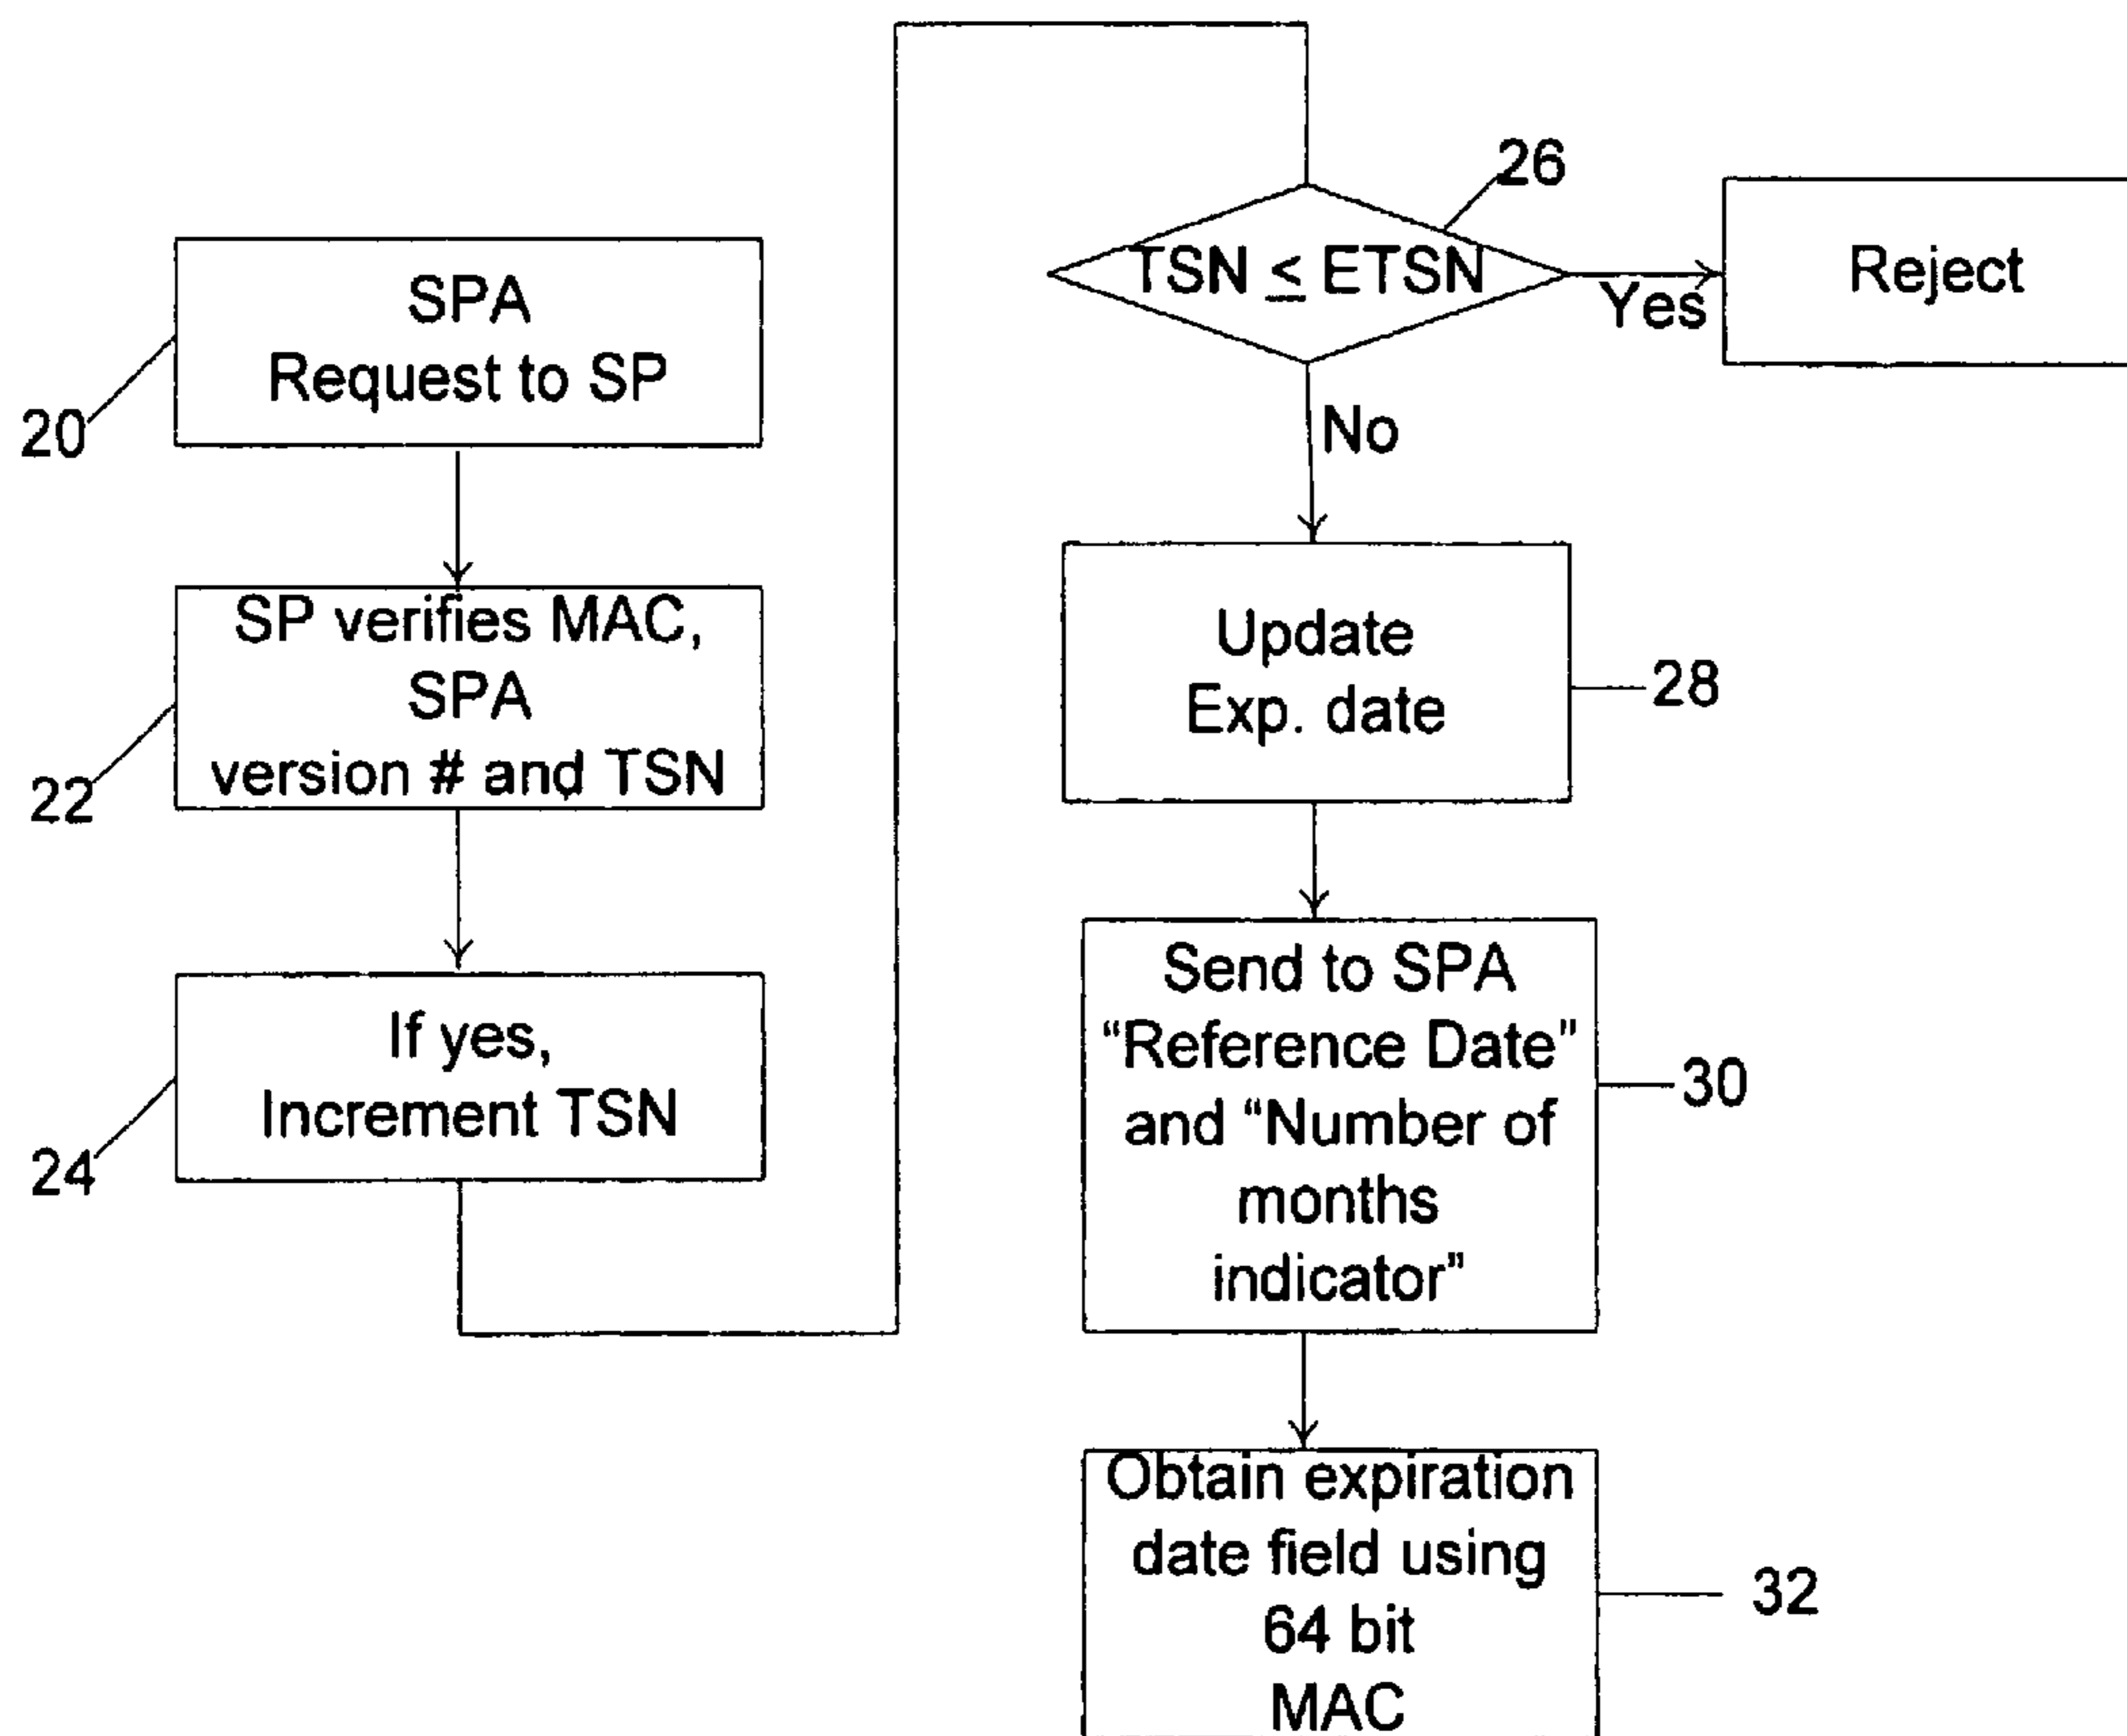 SPA
Request to SP
20
SP verifies MAC,
SPA
version # and TSN
22
If yes,
Increment TSN
24
TSN ≤ ETSN
26
Yes
Reject
No
Update
Exp. date
28
Send to SPA
“Reference Date”
and “Number of
months
indicator”
30
Obtain expiration
date field using
64 bit
MAC
32